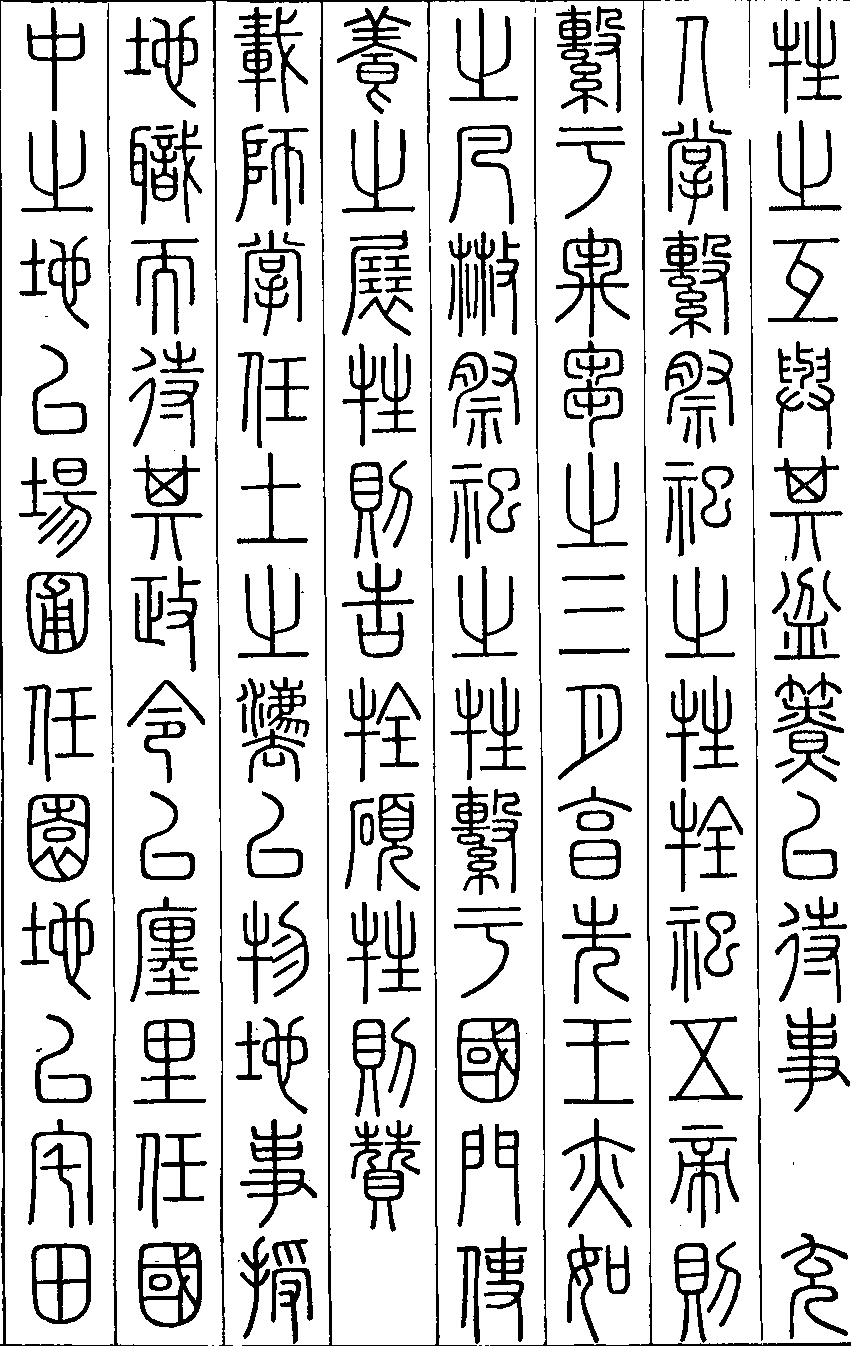 牲之互與其盆簝以待事　充
人掌繫祭祀之牲牷祀五帝則
繫于牢芻之三月亯先王亦如
之凡散祭祀之牲繫于國門使
養之展牲則告牷碩牲則贊
載師掌任土之灋以物地事授
地職而待其政令以廛里任國
中之地以場圃任園地以宅田